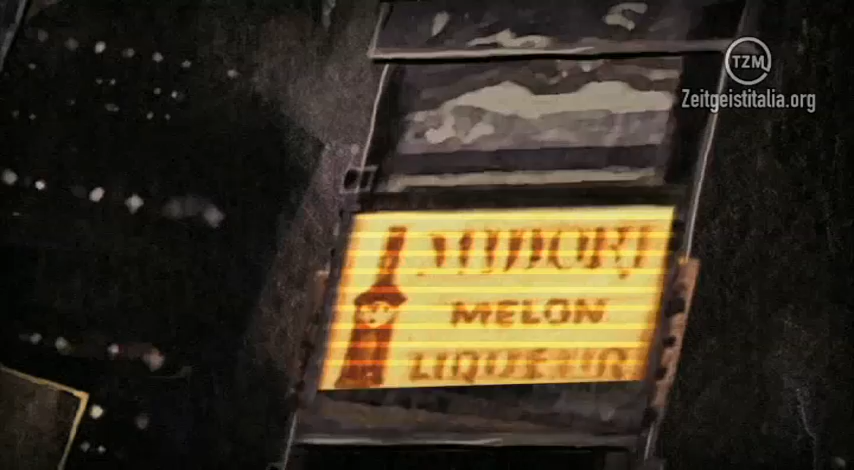 TZM
Zeitgeistitalia.org
MIDORI
MELON
LIQUEUR